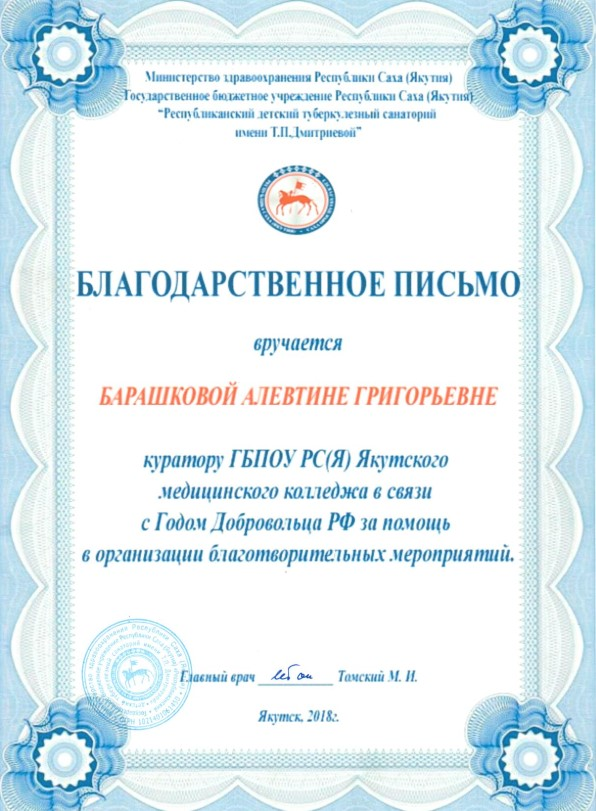 Министерство здравоохранения Республики Саха (Якутия)
Государственное бюджетное учреждение Республики Саха (Якутия)
“Республиканский детский туберкулезный санаторий
имени Т.П.Дмитриевой”
БЛАГОДАРСТВЕННОЕ ПИСЬМО
вручается
БАРАШКОВОЙ АЛЕВТИНЕ ГРИГОРЬЕВНЕ
куратору ГБПОУ РС(Я) Якутского
медицинского колледжа в связи
с Годом Добровольца РФ за помощь
в организации благотворительных мероприятий.
Главный врач Томский М. И.
Якутск, 2018г.